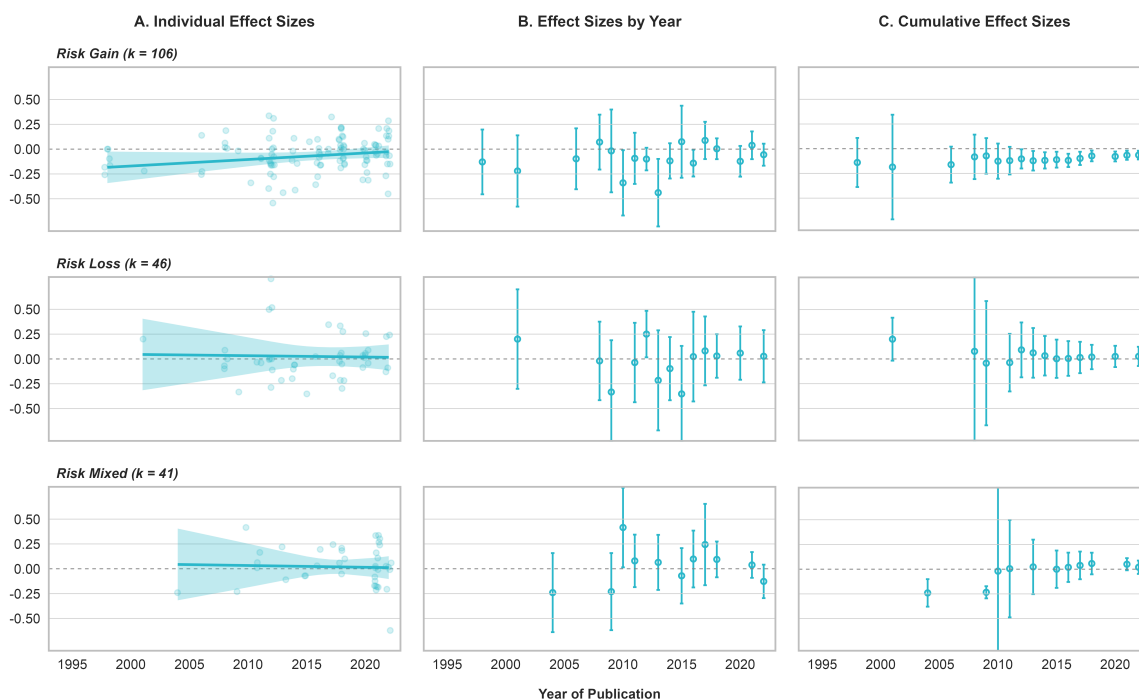 A. Individual Effect Sizes
B. Effect Sizes by Year
C. Cumulative Effect Sizes
Risk Gain (k = 106)
0.50
0.25
0.00
-0.25
-0.50
Risk Loss (k = 46)
0.50
0.25
0.00
-0.25
-0.50
Risk Mixed (k = 41)
0.50
0.25
0.00
-0.25
-0.50
1995 2000 2005 2010 2015 2020
1995 2000 2005 2010 2015 2020
1995 2000 2005 2010 2015 2020
Year of Publication